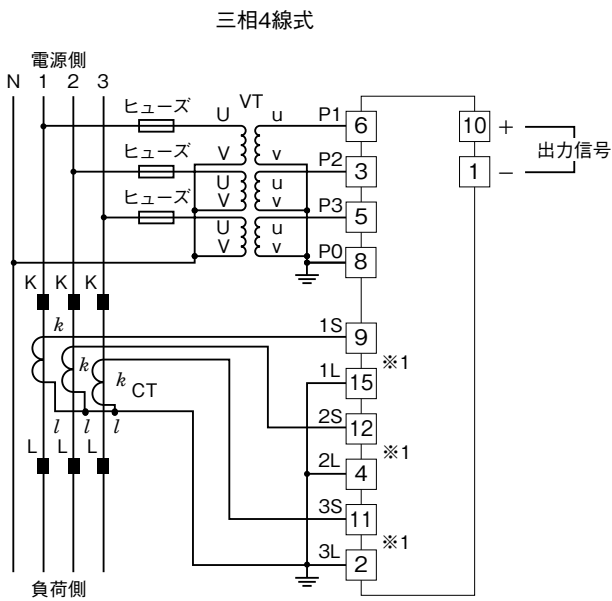 三相4線式
電源側
N 1 2 3
ヒューズ
ヒューズ
ヒューズ
VT
U u P1 6
V v
P2 3
U u
V v
P3 5
U u
V v
P0 8
10 + 出力信号
1 −
K K K
k 1S 9
※1
k 1L 15
k CT
2S 12
※1
l l l
L L L
2L 4
3S 11
※1
3L 2
負荷側